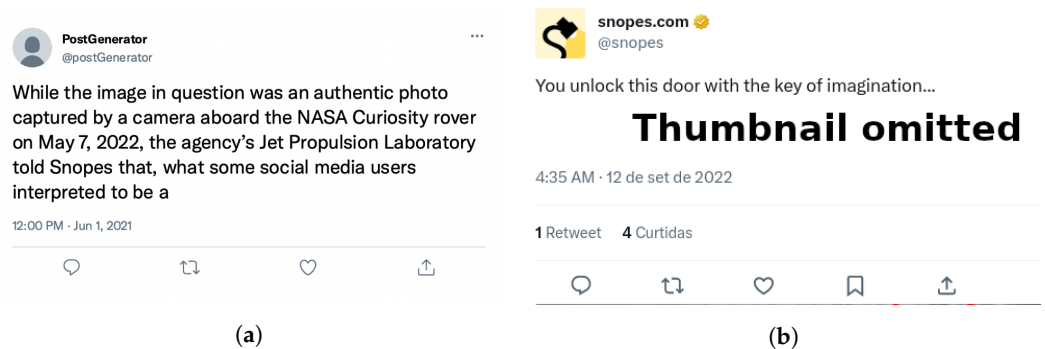 PostGenerator
@postGenerator
While the image in question was an authentic photo
captured by a camera aboard the NASA Curiosity rover
on May 7, 2022, the agency's Jet Propulsion Laboratory
told Snopes that, what some social media users
interpreted to be a
12:00 PM · Jun 1, 2021
(a)
snopes.com
@snopes
You unlock this door with the key of imagination...
Thumbnail omitted
4:35 AM · 12 de set de 2022
1 Retweet 4 Curtidas
(b)